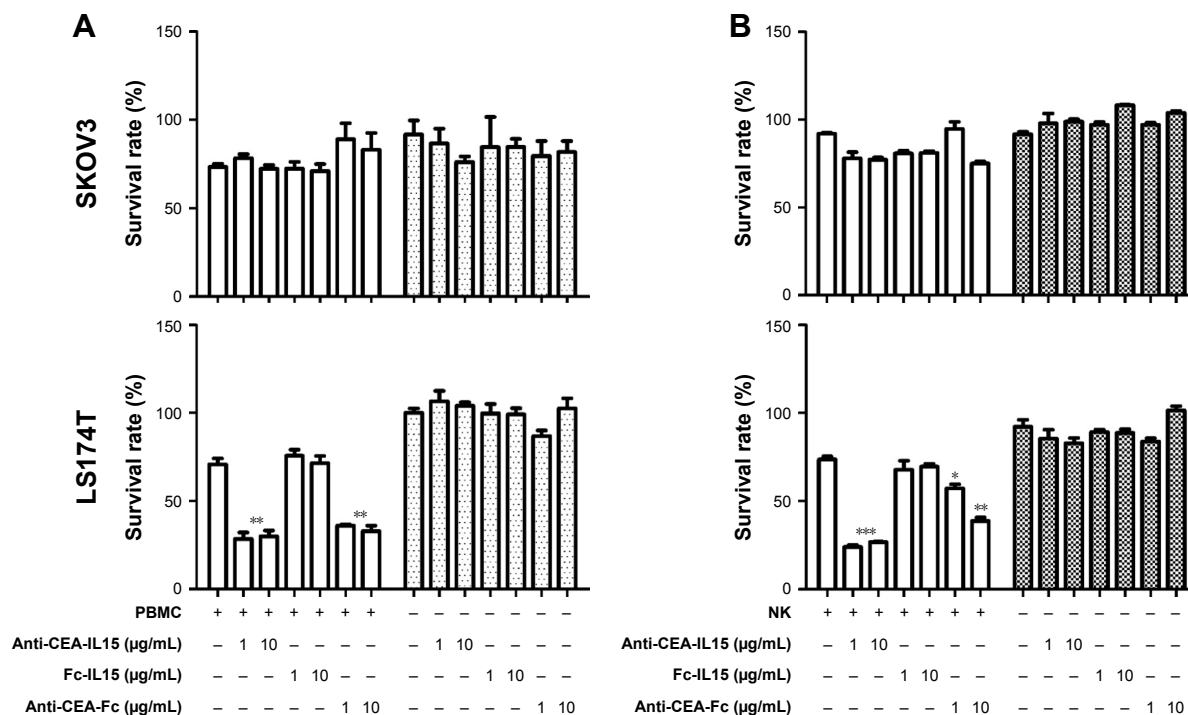 A
B
SKOV3
Survival rate (%)
150
100
50
0
Survival rate (%)
150
100
50
0
LS174T
Survival rate (%)
150
100
50
0
** **
Survival rate (%)
150
100
50
0
*** * **
PBMC + + + + + + + – – – – – – –
Anti-CEA-IL15 (µg/mL) – 1 10 – – – – – 1 10 – – – –
Fc-IL15 (µg/mL) – – – 1 10 – – – – – 1 10 – –
Anti-CEA-Fc (µg/mL) – – – – – 1 10 – – – – – 1 10
NK + + + + + + + – – – – – – –
Anti-CEA-IL15 (µg/mL) – 1 10 – – – – – 1 10 – – – –
Fc-IL15 (µg/mL) – – – 1 10 – – – – – 1 10 – –
Anti-CEA-Fc (µg/mL) – – – – – 1 10 – – – – – 1 10